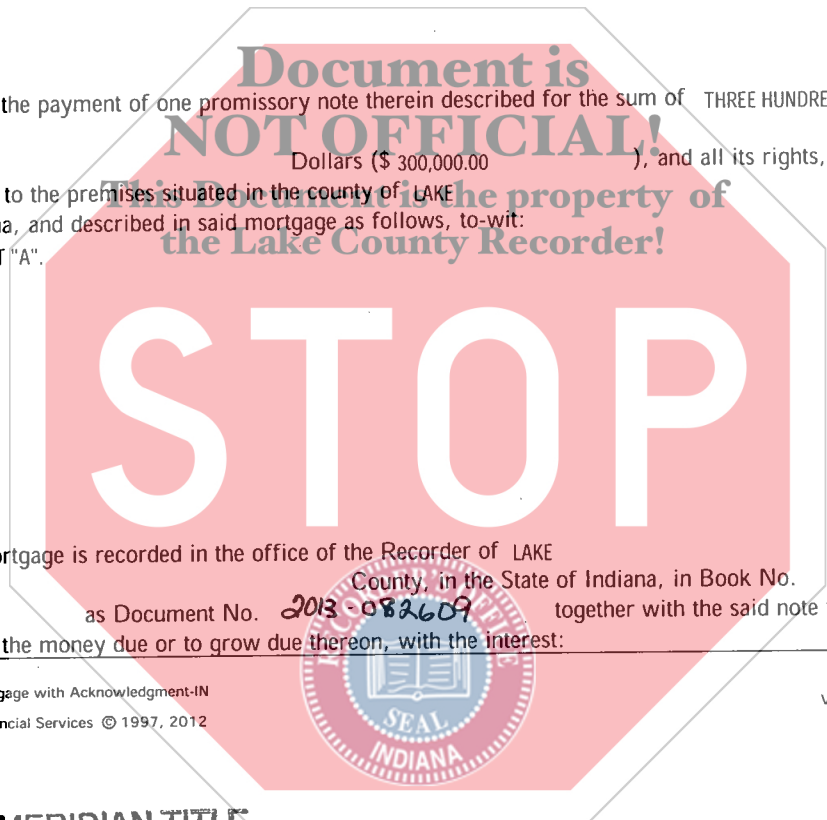 Document is
the payment of one promissory note therein described for the sum of THREE HUNDRE
NOT OFFICIAL!
Dollars ($ 300,000.00 ), and all its rights,
This Document is the property of
to the premises situated in the county of LAKE
a, and described in said mortgage as follows, to-wit:
the Lake County Recorder!
T "A".
STOP
rtgage is recorded in the office of the Recorder of LAKE
County, in the State of Indiana, in Book No.
as Document No. 2013-082609 together with the said note
the money due or to grow due thereon, with the interest:
RECORDER'S OFFICE
SEAL
INDIANA
gage with Acknowledgment-IN
ncial Services © 1997, 2012
MERIDIAN TITLE